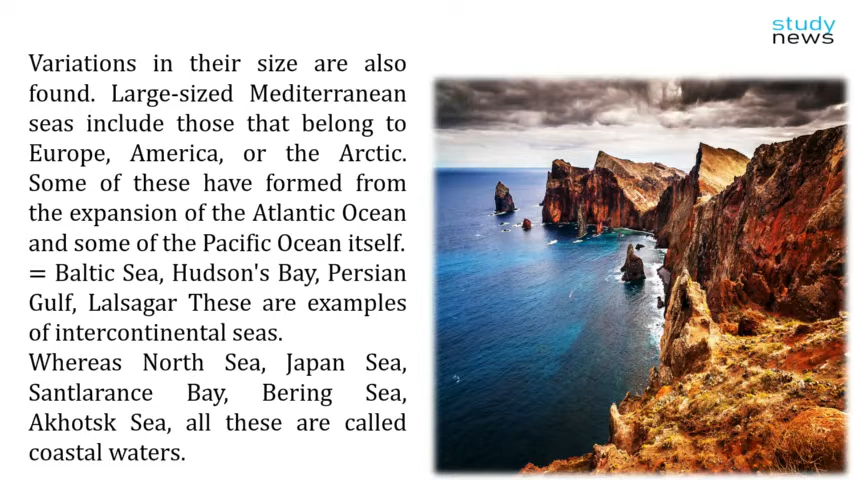 study
news
Variations in their size are also
found. Large-sized Mediterranean
seas include those that belong to
Europe, America, or the Arctic.
Some of these have formed from
the expansion of the Atlantic Ocean
and some of the Pacific Ocean itself.
= Baltic Sea, Hudson's Bay, Persian
Gulf, Lalsagar These are examples
of intercontinental seas.
Whereas North Sea, Japan Sea,
Santlarance Bay, Bering Sea,
Akhotsk Sea, all these are called
coastal waters.